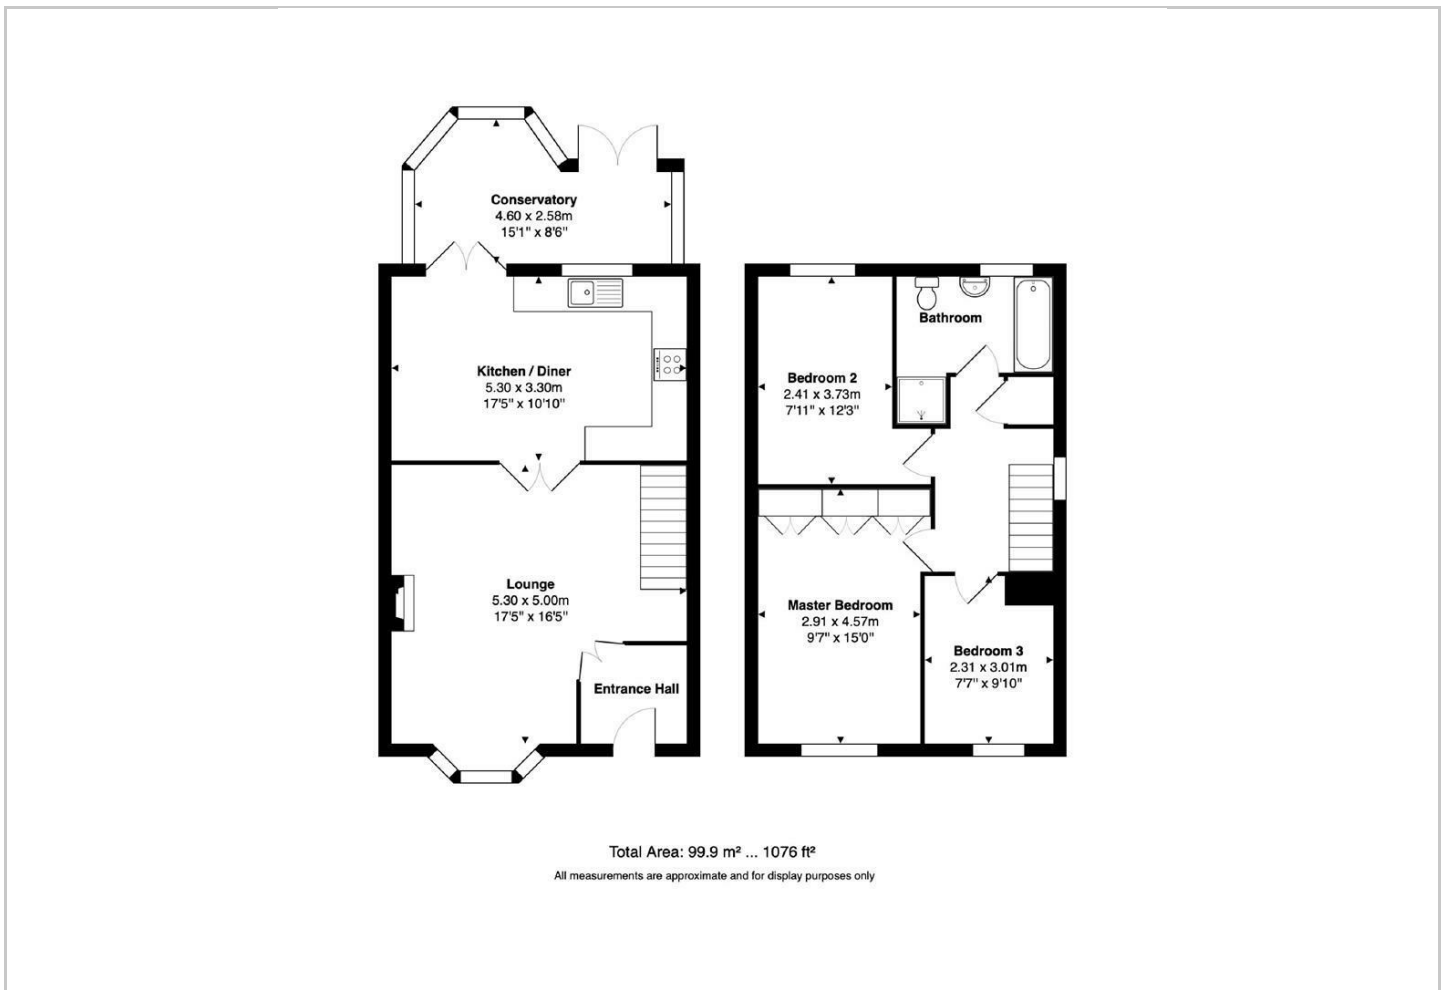 Conservatory
4.60 x 2.58m
15'1" x 8'6"
Kitchen / Diner
5.30 x 3.30m
17'5" x 10'10"
Lounge
5.30 x 5.00m
17'5" x 16'5"
Entrance Hall
Bathroom
Bedroom 2
2.41 x 3.73m
7'11" x 12'3"
Master Bedroom
2.91 x 4.57m
9'7" x 15'0"
Bedroom 3
2.31 x 3.01m
7'7" x 9'10"
Total Area: 99.9 m² ... 1076 ft²
All measurements are approximate and for display purposes only